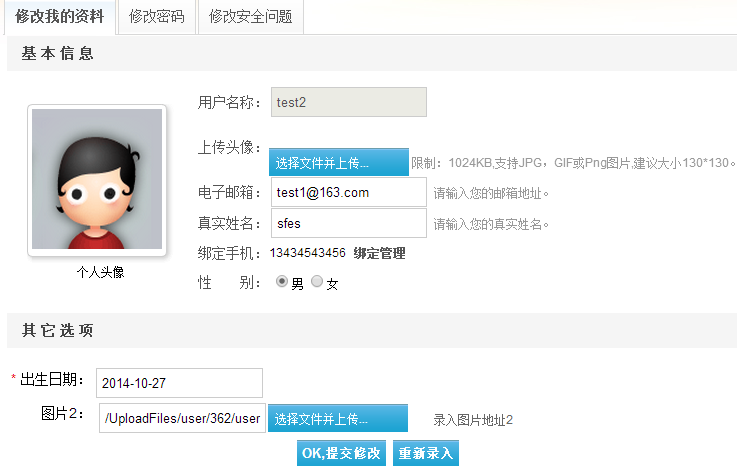 修改我的资料 修改密码 修改安全问题
基本信息
用户名称： test2
上传头像： 选择文件并上传... 限制：1024KB,支持JPG，GIF或Png图片,建议大小130*130。
电子邮箱： test1@163.com 请输入您的邮箱地址。
真实姓名： sfes 请输入您的真实姓名。
绑定手机：13434543456 绑定管理
个人头像
性 别： 男 女
其它选项
* 出生日期： 2014-10-27
图片2： /UploadFiles/user/362/user 选择文件并上传... 录入图片地址2
OK,提交修改 重新录入